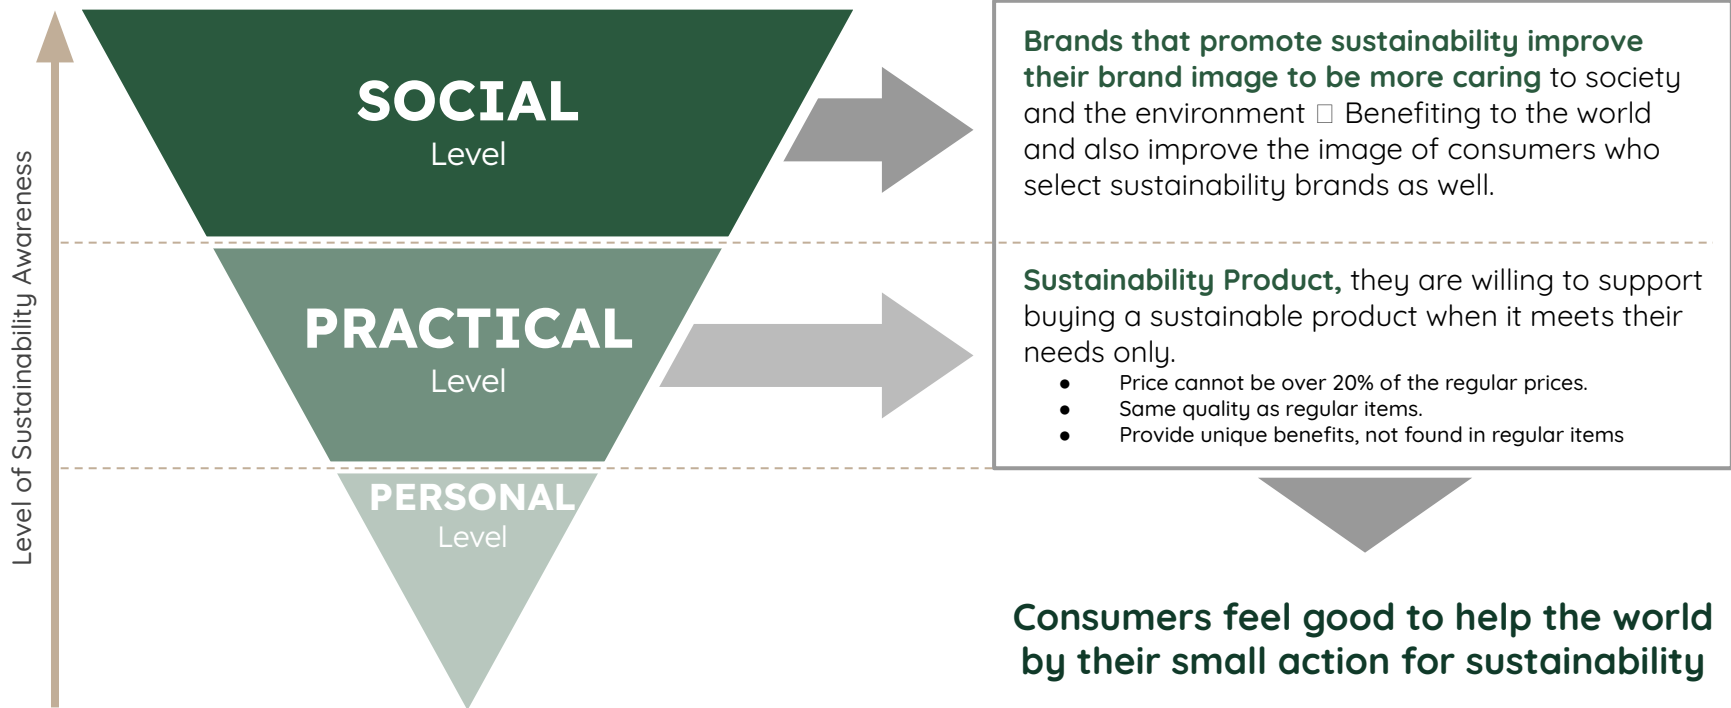 Level of Sustainability Awareness
SOCIAL
Level
PRACTICAL
Level
PERSONAL
Level
Brands that promote sustainability improve
their brand image to be more caring to society
and the environment □ Benefiting to the world
and also improve the image of consumers who
select sustainability brands as well.
Sustainability Product, they are willing to support
buying a sustainable product when it meets their
needs only.
● Price cannot be over 20% of the regular prices.
● Same quality as regular items.
● Provide unique benefits, not found in regular items
Consumers feel good to help the world
by their small action for sustainability